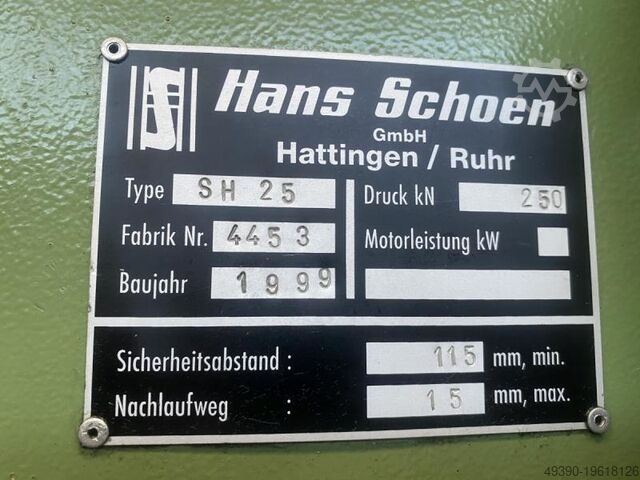 Hans Schoen
GmbH
Hattingen / Ruhr
Type SH 25
Fabrik Nr. 4453
Baujahr 1999
Druck kN 250
Motorleistung kW
Sicherheitsabstand : 115 mm, min.
Nachlaufweg : 15 mm, max.
49390-19618126